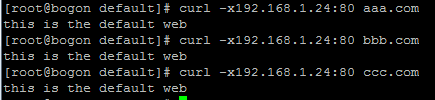 [root@bogon default]# curl -x192.168.1.24:80 aaa.com
this is the default web
[root@bogon default]# curl -x192.168.1.24:80 bbb.com
this is the default web
[root@bogon default]# curl -x192.168.1.24:80 ccc.com
this is the default web